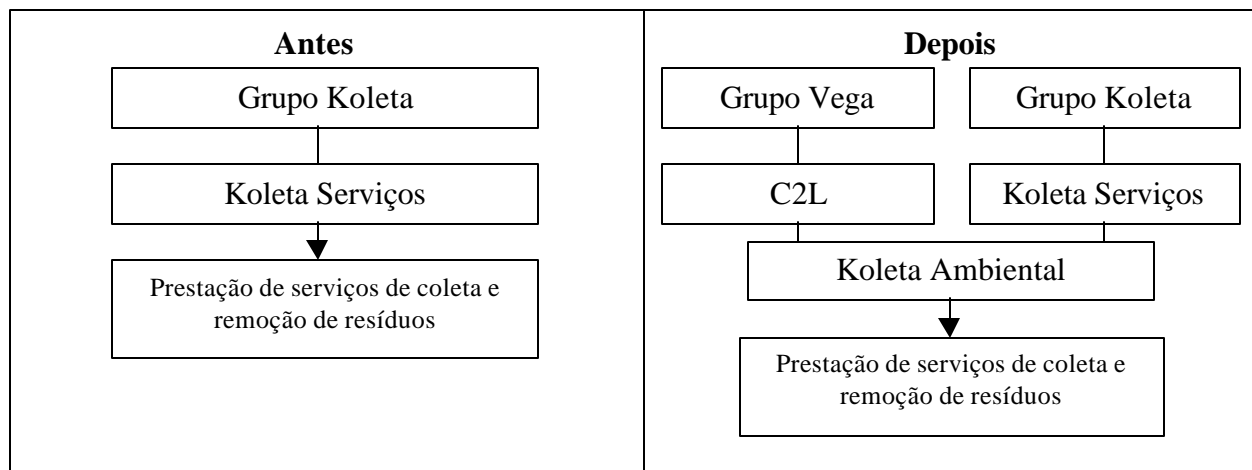 Antes
Grupo Koleta
Koleta Serviços
Prestação de serviços de coleta e
remoção de resíduos
Depois
Grupo Vega
Grupo Koleta
C2L
Koleta Serviços
Koleta Ambiental
Prestação de serviços de coleta e
remoção de resíduos